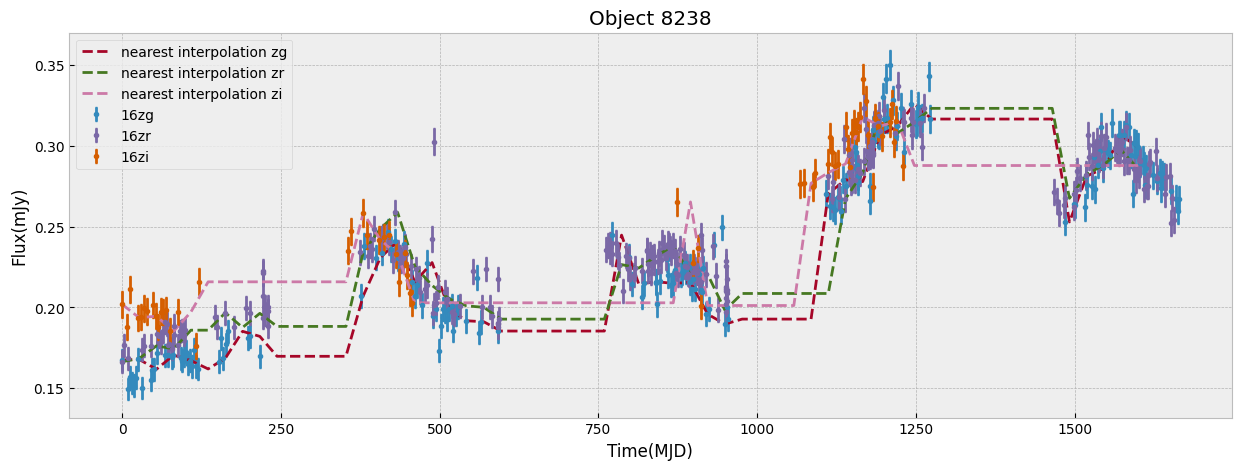 Object 8238
nearest interpolation zg
nearest interpolation zr
nearest interpolation zi
16zg
16zr
16zi
Flux(mJy)
0.35
0.30
0.25
0.20
0.15
0 250 500 750 1000 1250 1500
Time(MJD)